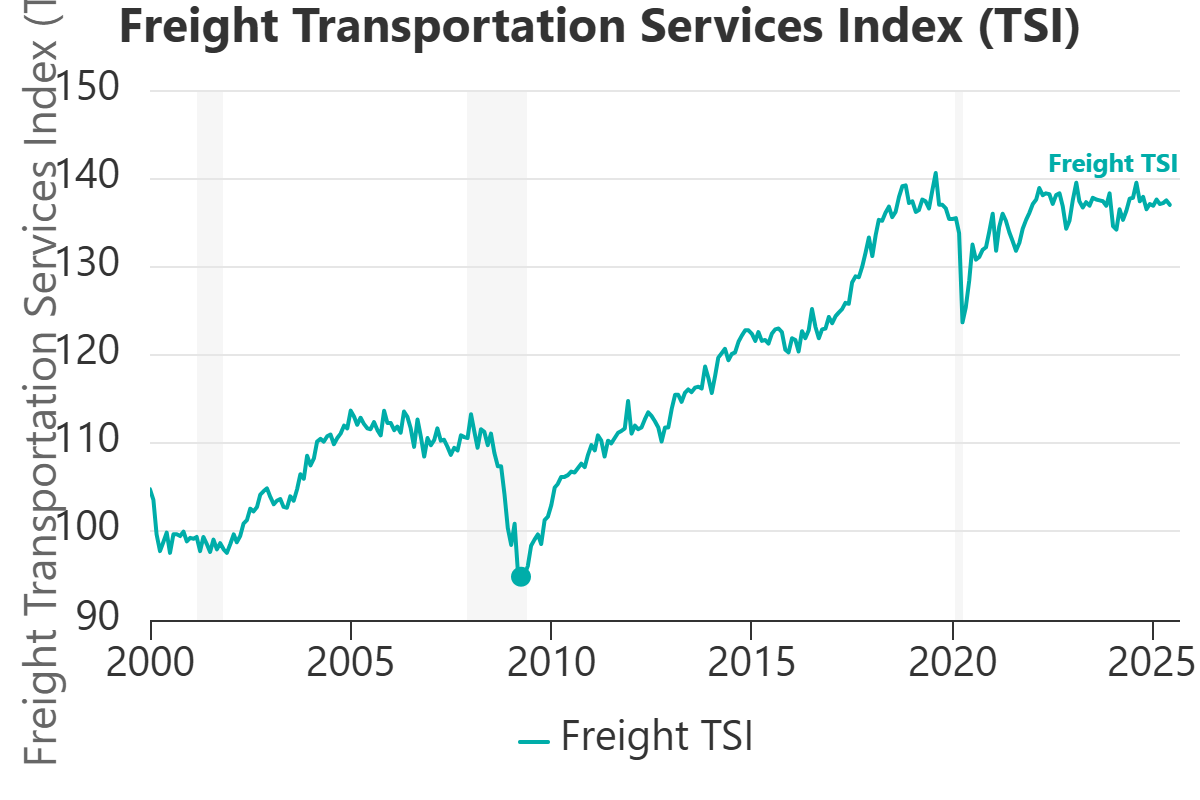 Freight Transportation Services Index (TSI)
Freight Transportation Services Index (T
150
140
130
120
110
100
90
Freight TSI
2000 2005 2010 2015 2020 2025
Freight TSI